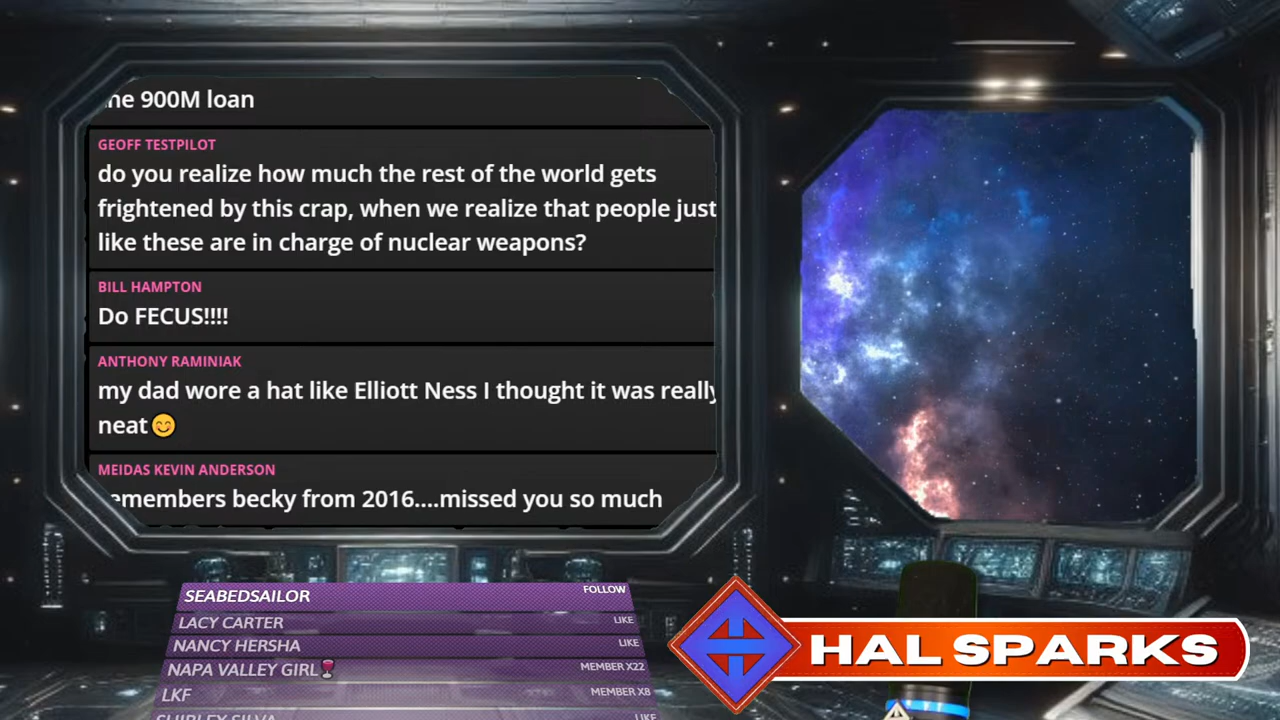 900M loan
GEOFF TESTPILOT
do you realize how much the rest of the world gets
frightened by this crap, when we realize that people just
like these are in charge of nuclear weapons?
BILL HAMPTON
Do FECUS!!!!
ANTHONY RAMINIAK
my dad wore a hat like Elliott Ness I thought it was really
neat😊
MEIDAS KEVIN ANDERSON
emembers becky from 2016....missed you so much
SEABEDSAILOR FOLLOW
LACY CARTER LIKE
NANCY HERSHA LIKE
NAPA VALLEY GIRL🍷 MEMBER X22
LKF MEMBER X8
SHIRLEY SILVA LIKE
HAL SPARKS